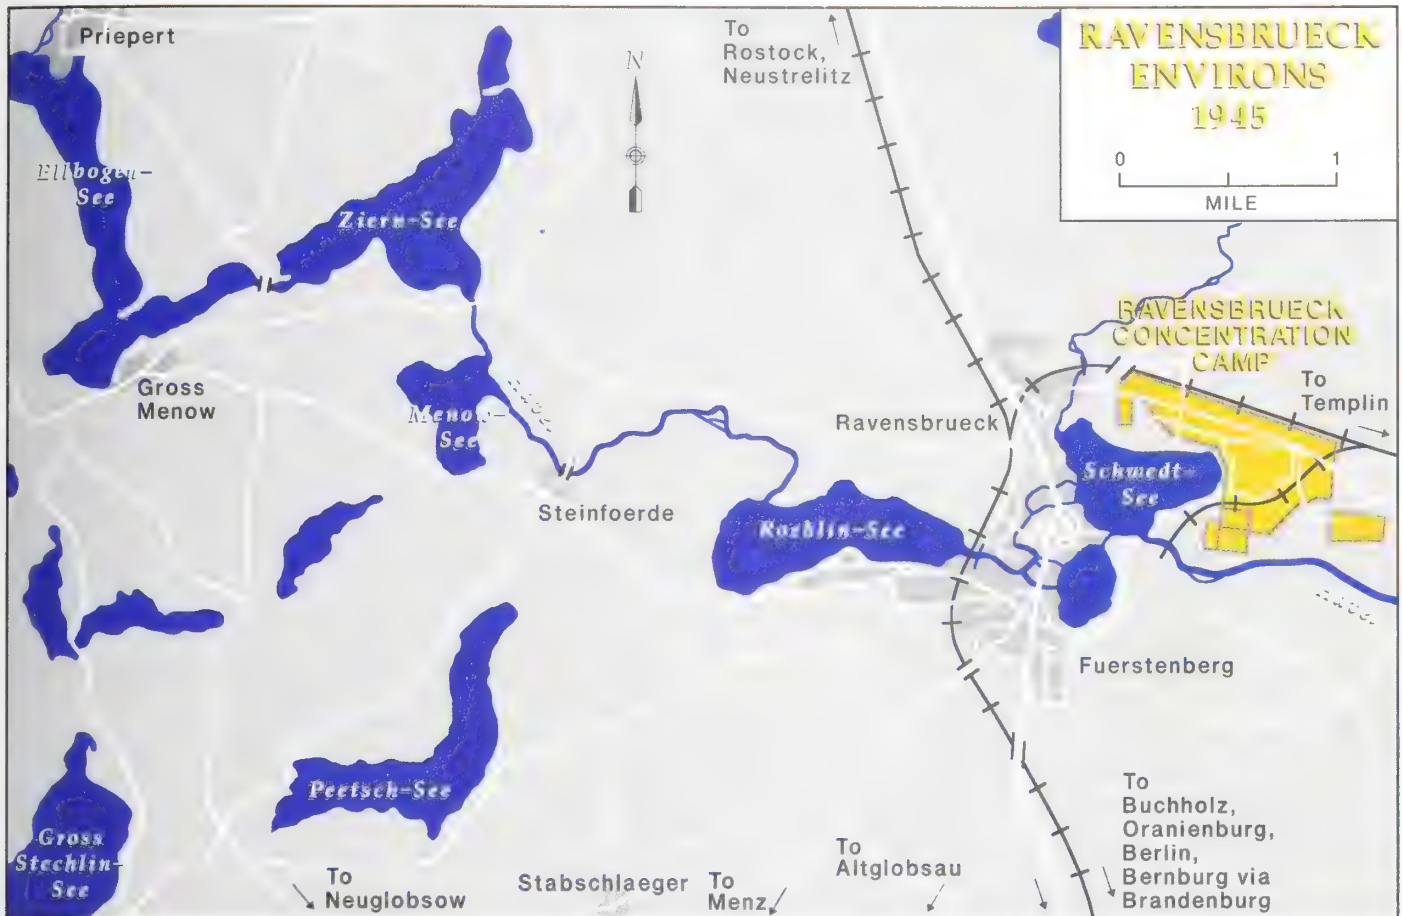 RAVENSBRUECK
ENVIRONS
1945
0 1
MILE
Priepert
To
Rostock,
Neustrelitz
N
Ellbogen-
See
Ziern-See
RAVENSBRUECK
CONCENTRATION
CAMP
To
Templin
Gross
Menow
Menow-
See
Havel
Ravensbrueck
Schwedt-
See
Steinfoerde
Roeblin-See
Havel
Fuerstenberg
Peetsch-See
Gross
Stechlin-
See
To
Neuglobsow
Stabschlaeger
To
Menz
To
Altglobsau
To
Buchholz,
Oranienburg,
Berlin,
Bernburg via
Brandenburg